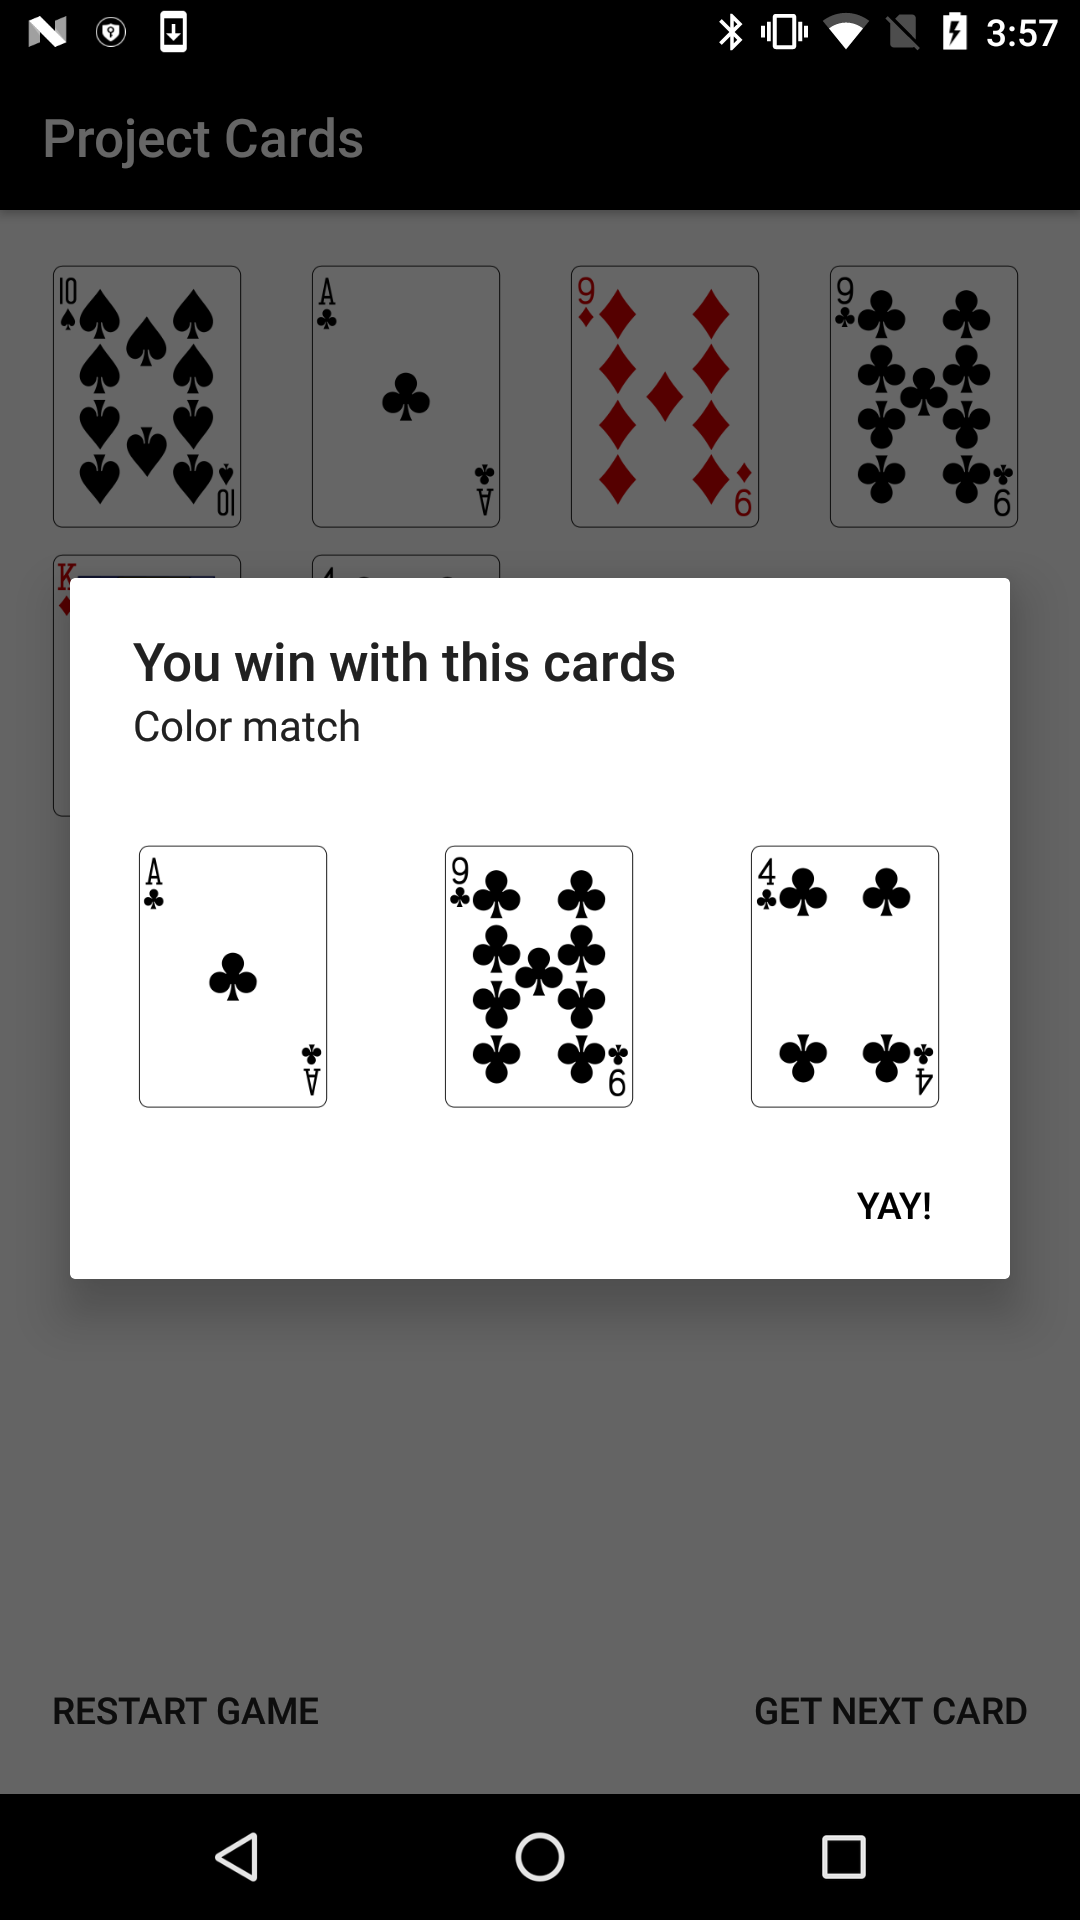 3:57
Project Cards
10 A 9 9
10 A 9 9
K 4
You win with this cards
Color match
A 9 4
A 9 4
YAY!
RESTART GAME GET NEXT CARD